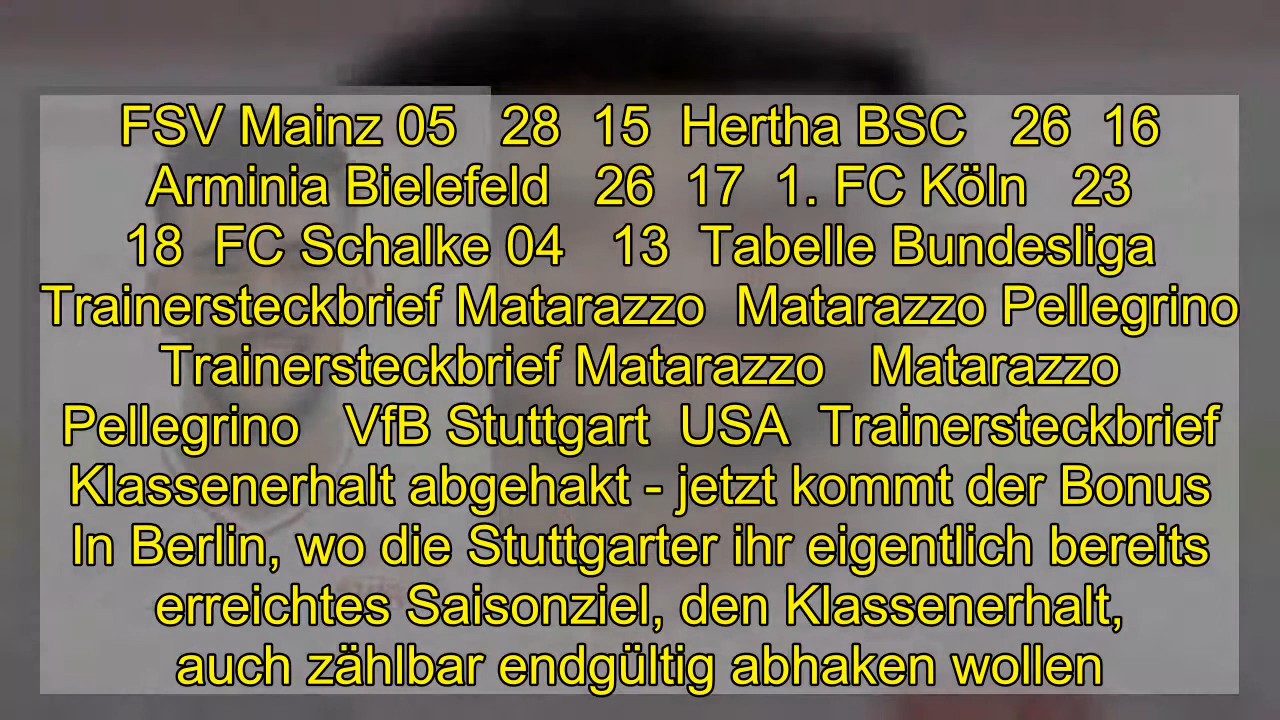 FSV Mainz 05 28 15 Hertha BSC 26 16
Arminia Bielefeld 26 17 1. FC Köln 23
18 FC Schalke 04 13 Tabelle Bundesliga
Trainersteckbrief Matarazzo Matarazzo Pellegrino
Trainersteckbrief Matarazzo Matarazzo
Pellegrino VfB Stuttgart USA Trainersteckbrief
Klassenerhalt abgehakt - jetzt kommt der Bonus
In Berlin, wo die Stuttgarter ihr eigentlich bereits
erreichtes Saisonziel, den Klassenerhalt,
auch zählbar endgültig abhaken wollen